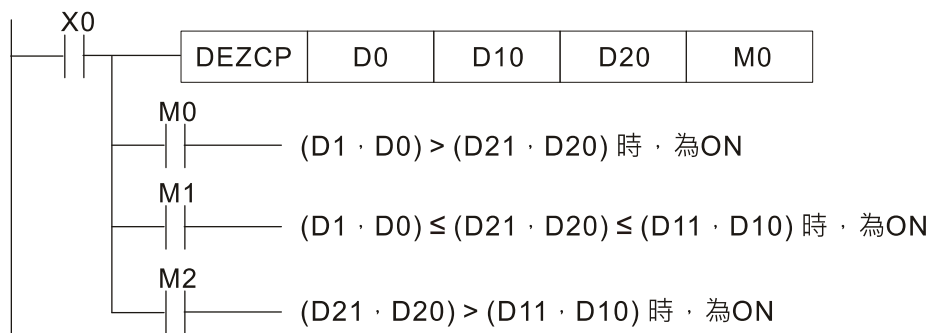 X0
DEZCP D0 D10 D20 M0
M0
(D1，D0) > (D21，D20) 時，為ON
M1
(D1，D0) ≤ (D21，D20) ≤ (D11，D10) 時，為ON
M2
(D21，D20) > (D11，D10) 時，為ON